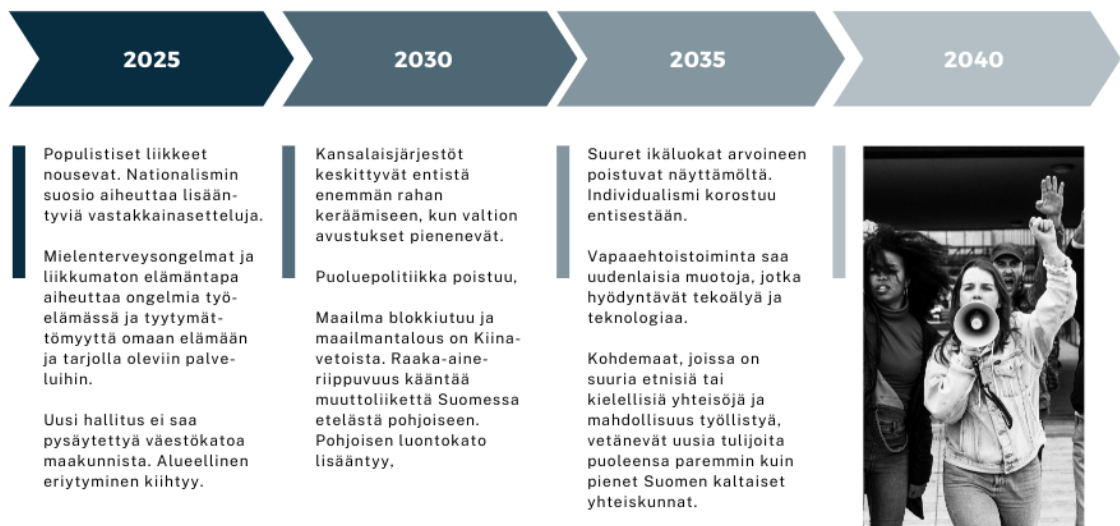 2025
2030
2035
2040
Populistiset liikkeet
nousevat. Nationalismin
suosio aiheuttaa lisään-
tyviä vastakkainasetteluja.
Mielenterveysongelmat ja
liikkumaton elämäntapa
aiheuttaa ongelmia työ-
elämässä ja tyytymät-
tömyyttä omaan elämään
ja tarjolla oleviin palve-
luihin.
Uusi hallitus ei saa
pysäytettyä väestökatoa
maakunnista. Alueellinen
eriytyminen kiihtyy.
Kansalaisjärjestöt
keskittyvät entistä
enemmän rahan
keräämiseen, kun valtion
avustukset pienenevät.
Puoluepolitiikka poistuu,
Maailma blokkiutuu ja
maailmantalous on Kiina-
vetoista. Raaka-aine-
riippuvuus kääntää
muuttoliikettä Suomessa
etelästä pohjoiseen.
Pohjoisen luontokato
lisääntyy,
Suuret ikäluokat arvoineen
poistuvat näyttämöltä.
Individualismi korostuu
entisestään.
Vapaaehtoistoiminta saa
uudenlaisia muotoja, jotka
hyödyntävät tekoälyä ja
teknologiaa.
Kohdemaat, joissa on
suuria etnisiä tai
kielellisiä yhteisöjä ja
mahdollisuus työllistyä,
vetänevät uusia tulijoita
puoleensa paremmin kuin
pienet Suomen kaltaiset
yhteiskunnat.